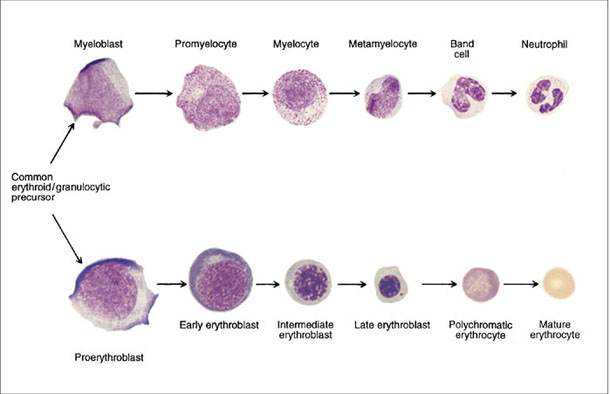 Myeloblast
Promyelocyte
Myelocyte
Metamyelocyte
Band
cell
Neutrophil
Common
erythroid/granulocytic
precursor
Proerythroblast
Early erythroblast
Intermediate
erythroblast
Late erythroblast
Polychromatic
erythrocyte
Mature
erythrocyte